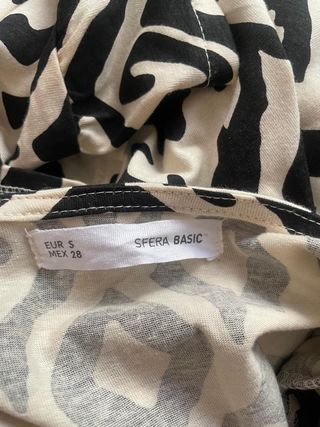 EUR S
MEX 28
SFERA BASIC